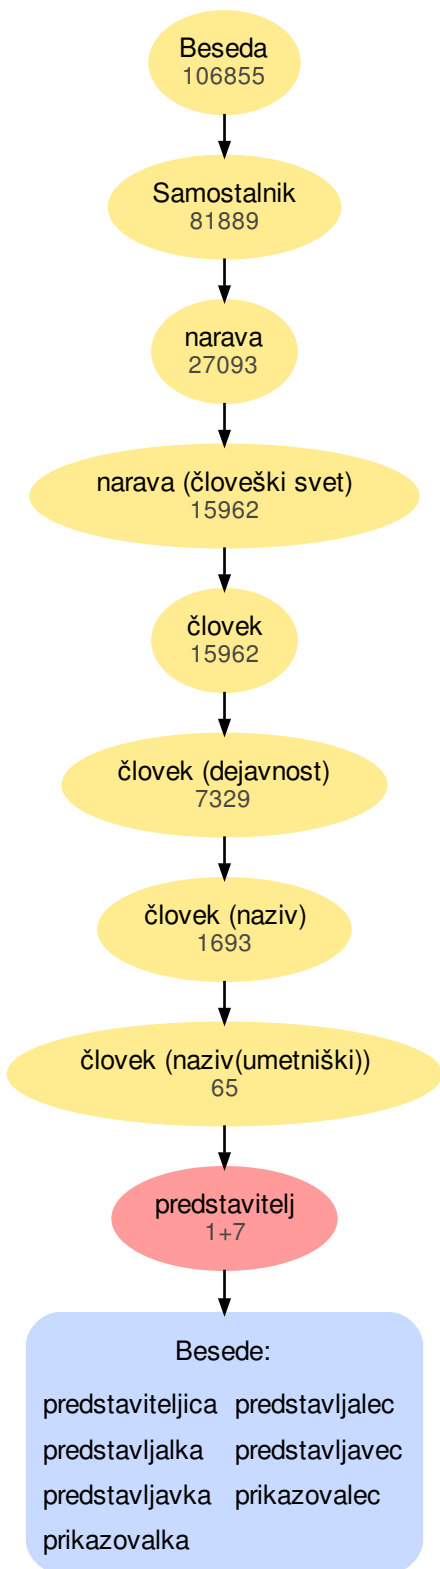 Beseda
106855
Samostalnik
81889
narava
27093
narava (človeški svet)
15962
človek
15962
človek (dejavnost)
7329
človek (naziv)
1693
človek (naziv(umetniški))
65
predstavitelj
1+7
Besede:
predstaviteljica predstavljalec
predstavljalka predstavljavec
predstavljavka prikazovalec
prikazovalka